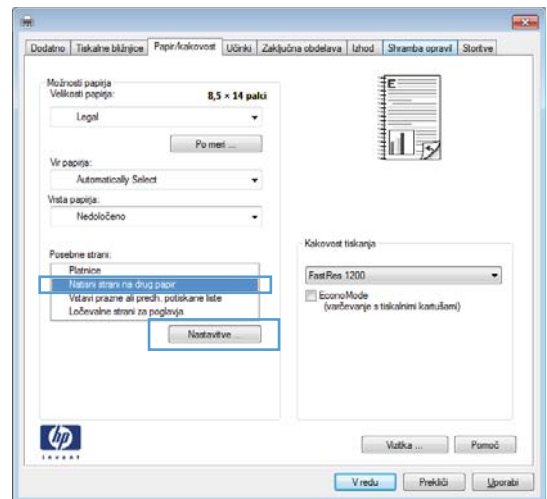 Dodatno Tiskalne bližnjice Papir/kakovost Učinki Zaključna obdelava Izhod Shramba opravil Storitve
Možnosti papirja
Velikosti papirja: 8,5 × 14 palci
Legal
Po meri ...
Vir papirja:
Automatically Select
Vrsta papirja:
Nedoločeno
Posebne strani:
Platnice
Natisni strani na drug papir
Vstavi prazne ali predh. potiskane liste
Ločevalne strani za poglavja
Nastavitve ...
Kakovost tiskanja
FastRes 1200
EconoMode
(varčevanje s tiskalnimi kartušami)
hp
invent
Vizitka ... Pomoč
V redu Prekliči Uporabi